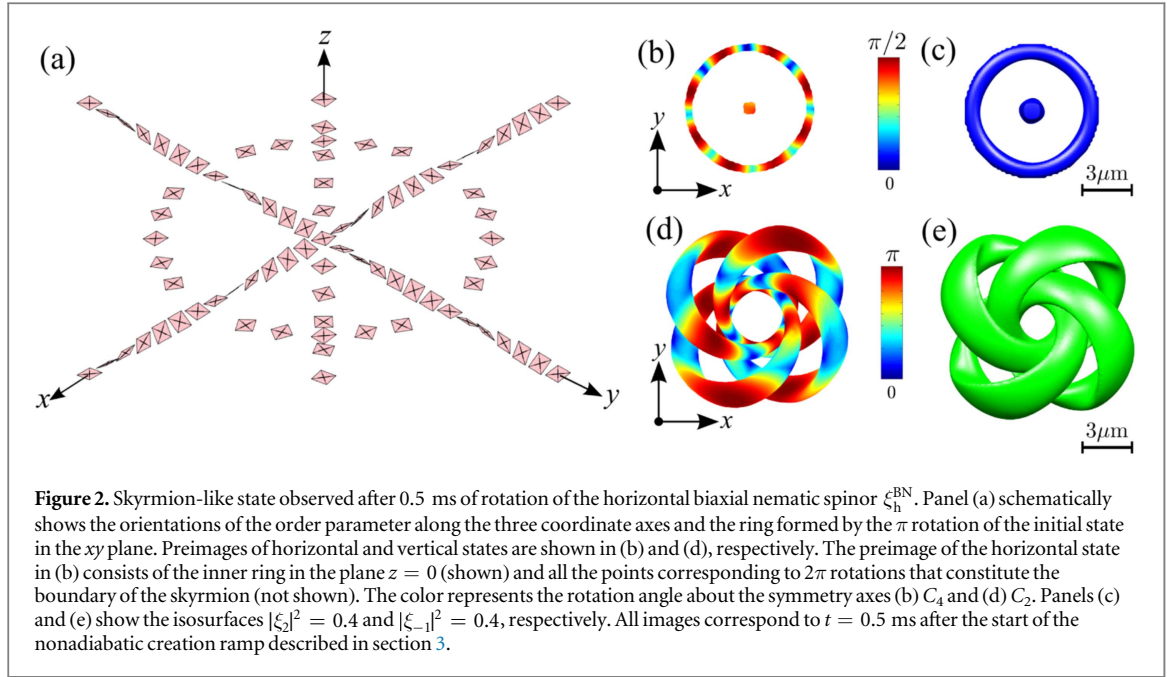 (a)
z
x
y
(b)
y
x
π/2
0
(c)
3μm
(d)
y
x
π
0
(e)
3μm
Figure 2. Skyrmion-like state observed after 0.5 ms of rotation of the horizontal biaxial nematic spinor ξ_h^BN. Panel (a) schematically
shows the orientations of the order parameter along the three coordinate axes and the ring formed by the π rotation of the initial state
in the xy plane. Preimages of horizontal and vertical states are shown in (b) and (d), respectively. The preimage of the horizontal state
in (b) consists of the inner ring in the plane z = 0 (shown) and all the points corresponding to 2π rotations that constitute the
boundary of the skyrmion (not shown). The color represents the rotation angle about the symmetry axes (b) C₄ and (d) C₂. Panels (c)
and (e) show the isosurfaces |ξ₂|² = 0.4 and |ξ₋₁|² = 0.4, respectively. All images correspond to t = 0.5 ms after the start of the
nonadiabatic creation ramp described in section 3.